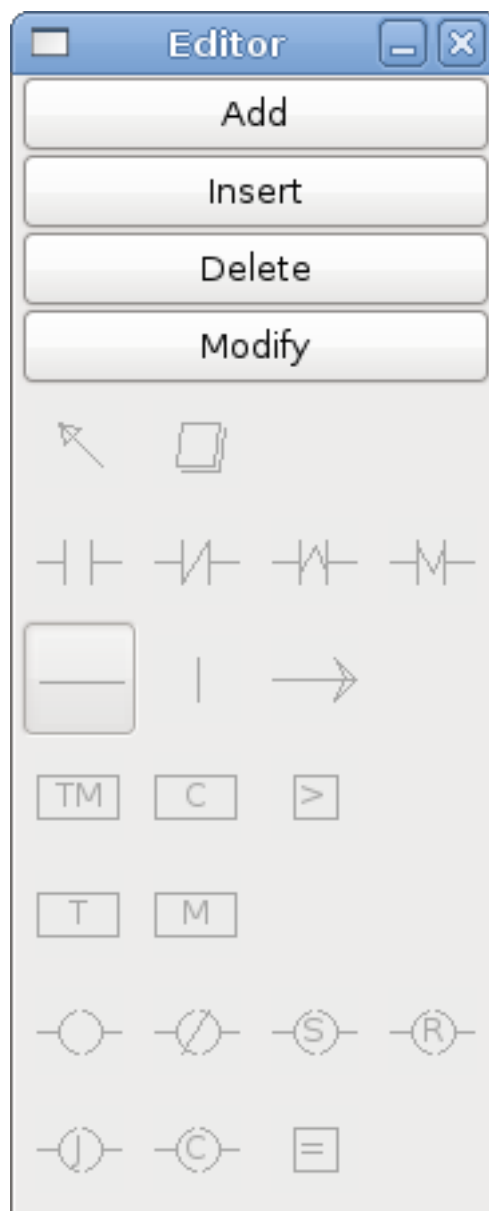 Editor
Add
Insert
Delete
Modify
TM C >
T M
S R
J C =